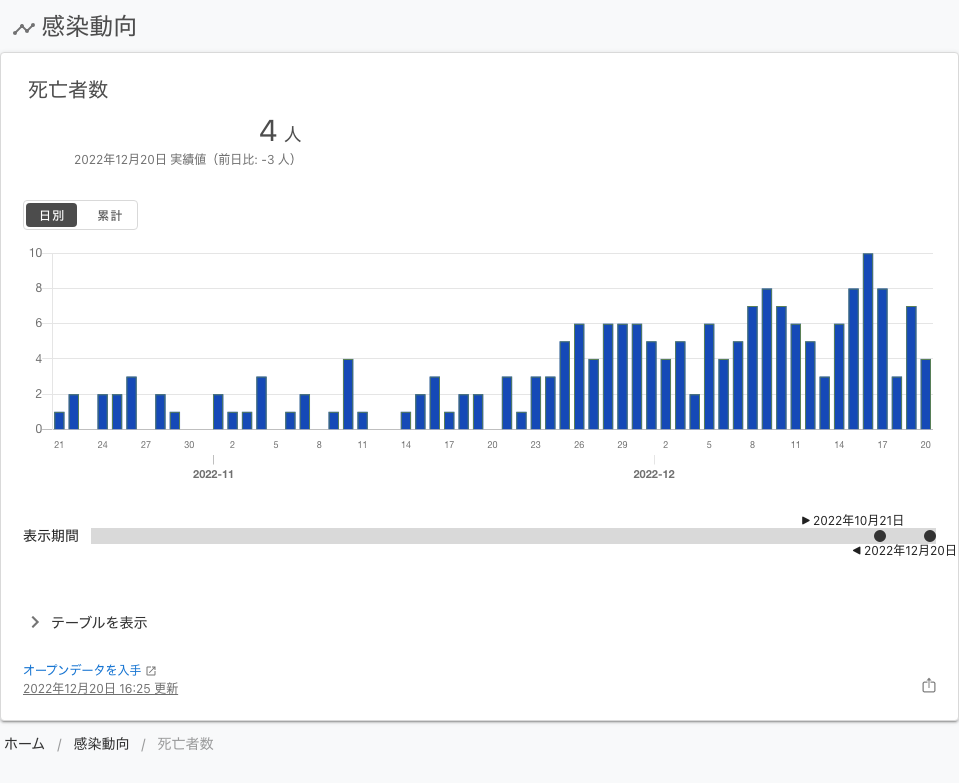 感染動向
死亡者数
4 人
2022年12月20日 実績値（前日比: -3 人）
日別 累計
10
8
6
4
2
0
21 24 27 30 2 5 8 11 14 17 20 23 26 29 2 5 8 11 14 17 20
2022-11 2022-12
▶ 2022年10月21日
表示期間
◀ 2022年12月20日
テーブルを表示
オープンデータを入手
2022年12月20日 16:25 更新
ホーム / 感染動向 / 死亡者数